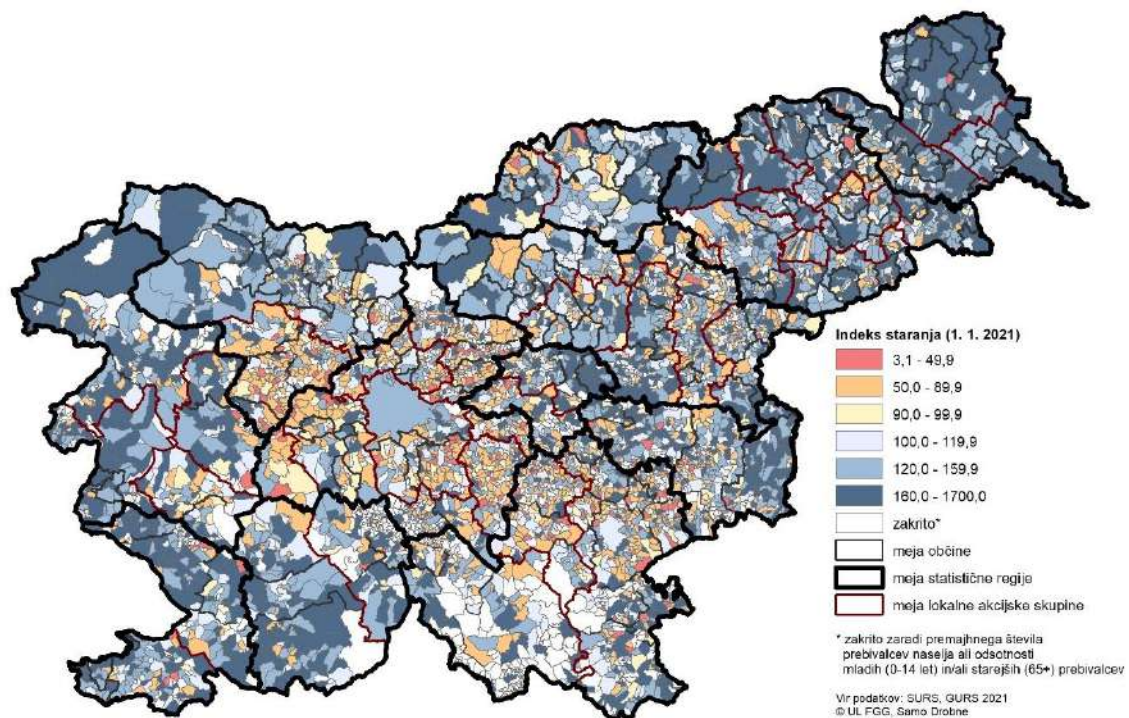 Indeks staranja (1. 1. 2021)
3,1 - 49,9
50,0 - 89,9
90,0 - 99,9
100,0 - 119,9
120,0 - 159,9
160,0 - 1700,0
zakrito*
meja občine
meja statistične regije
meja lokalne akcijske skupine
* zakrito zaradi premajhnega števila
prebivalcev naselja ali odsotnosti
mladih (0-14 let) in/ali starejših (65+) prebivalcev
Vir podatkov: SURS, GURS 2021
© UL FGG, Samo Drobne